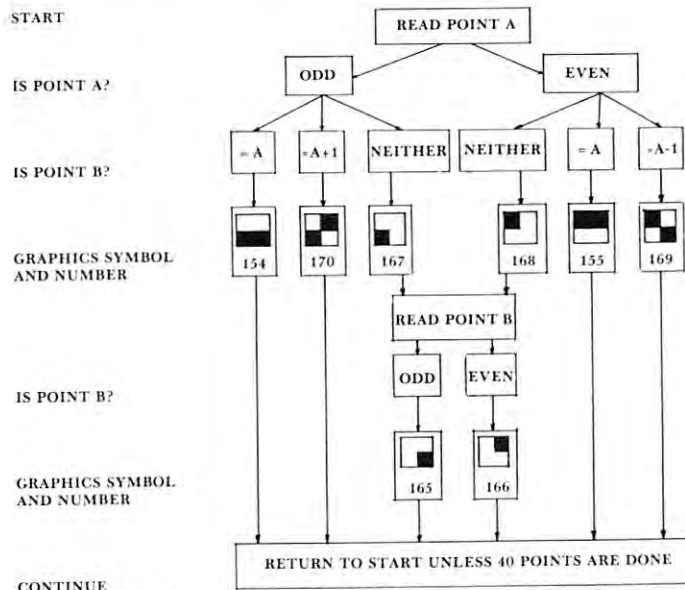 START
READ POINT A
IS POINT A?
ODD
EVEN
IS POINT B?
= A
=A+1
NEITHER
NEITHER
= A
=A-1
GRAPHICS SYMBOL
AND NUMBER
154
170
167
168
155
169
READ POINT B
IS POINT B?
ODD
EVEN
GRAPHICS SYMBOL
AND NUMBER
165
166
RETURN TO START UNLESS 40 POINTS ARE DONE
CONTINUE